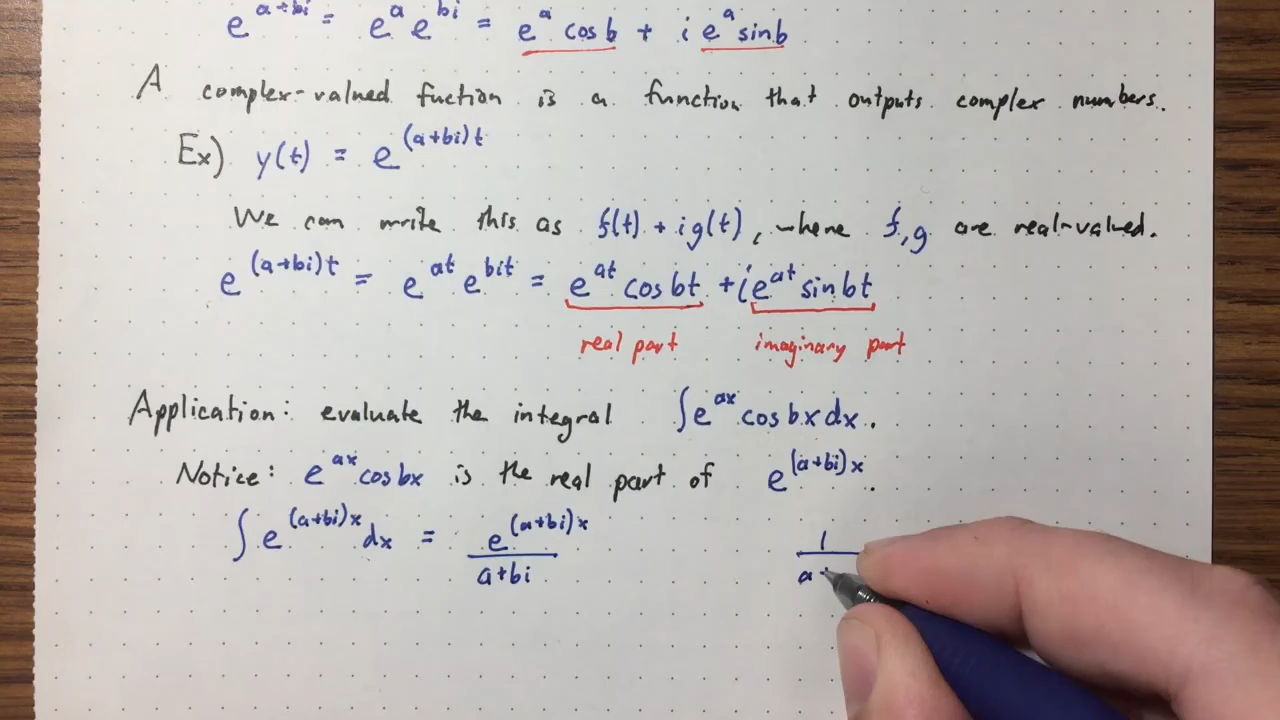 e^{a+bi} = e^a e^{bi} = e^a cos b + i e^a sin b
A complex-valued fuction is a function that outputs complex numbers.
Ex) y(t) = e^{(a+bi)t}
We can write this as f(t) + i g(t), where f, g are real-valued.
e^{(a+bi)t} = e^{at} e^{bit} = e^{at} cos bt + i e^{at} sin bt
real part imaginary part
Application: evaluate the integral ∫e^{ax} cos bx dx.
Notice: e^{ax} cos bx is the real part of e^{(a+bi)x}.
∫e^{(a+bi)x} dx = e^{(a+bi)x} / (a+bi) 1 / a +